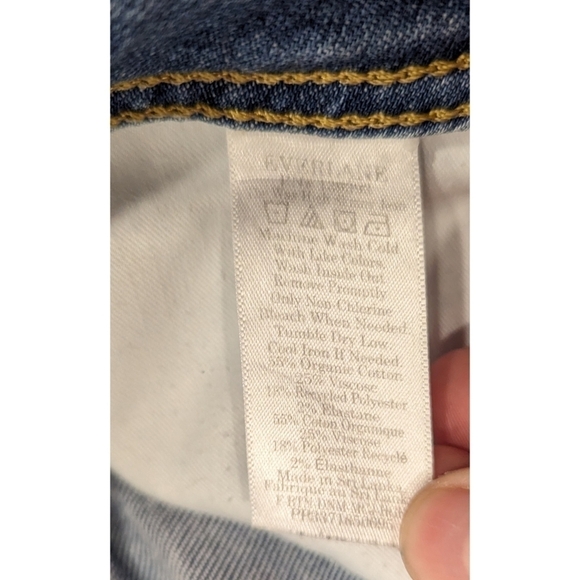 EVERLANE
Machine Wash Cold
With Like Colors.
Wash Inside Out
Remove Promptly
Only Non-Chlorine
Bleach When Needed.
Tumble Dry Low.
Cool Iron If Needed
55% Organic Cotton
25% Viscose
18% Recycled Polyester
2% Elastane
55% Coton Organique
25% Viscose
18% Polyester Recyclé
2% Élasthanne
Made in Sri Lanka
Fabriqué au Sri Lanka